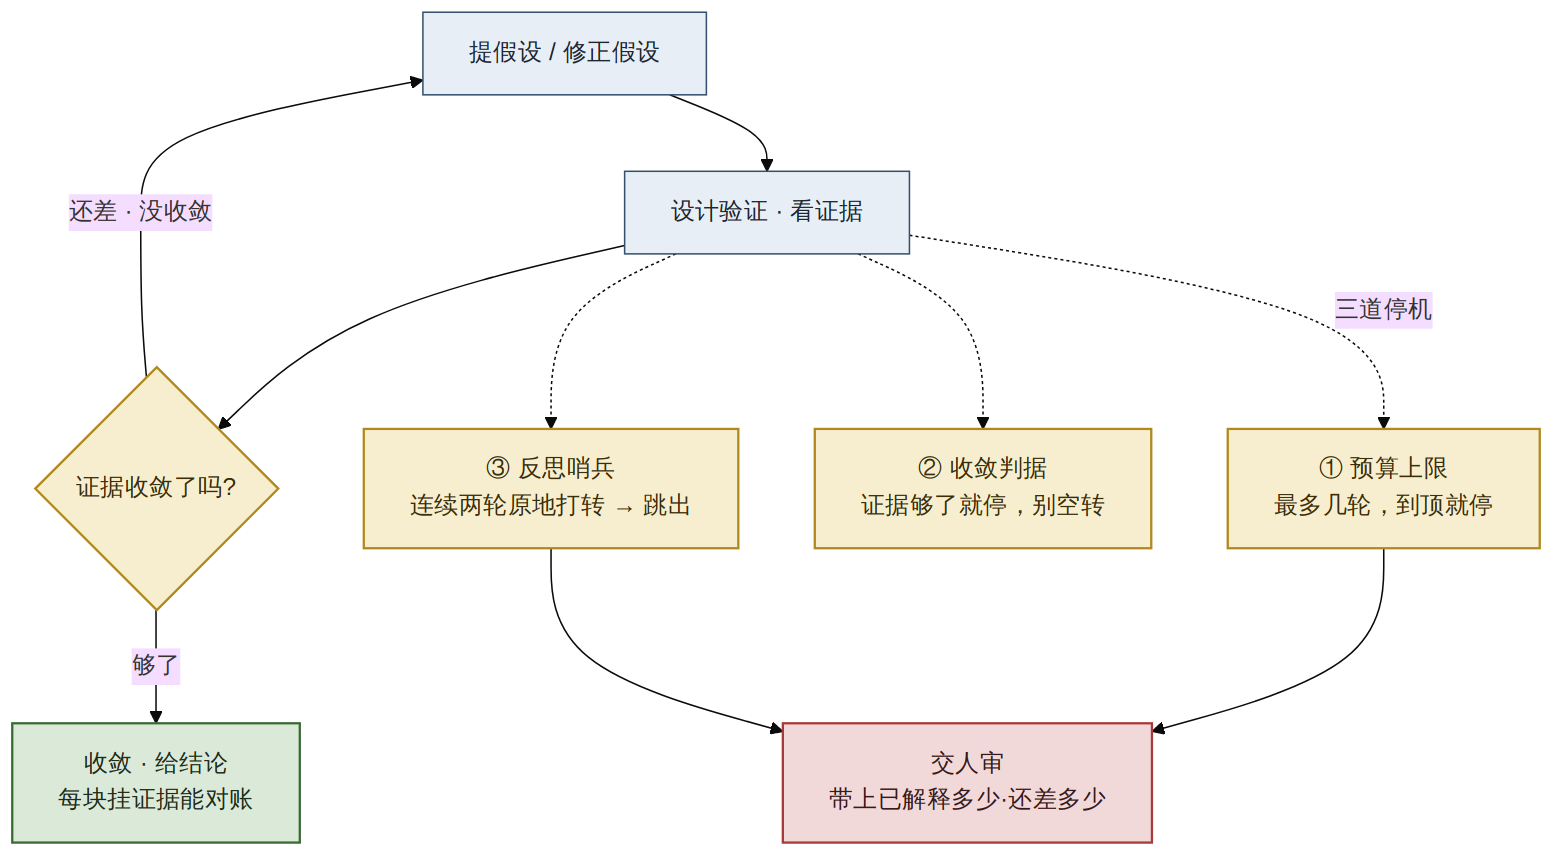 提假设 / 修正假设
设计验证 · 看证据
还差 · 没收敛
三道停机
证据收敛了吗?
③ 反思哨兵
连续两轮原地打转 → 跳出
② 收敛判据
证据够了就停，别空转
① 预算上限
最多几轮，到顶就停
够了
收敛 · 给结论
每块挂证据能对账
交人审
带上已解释多少·还差多少